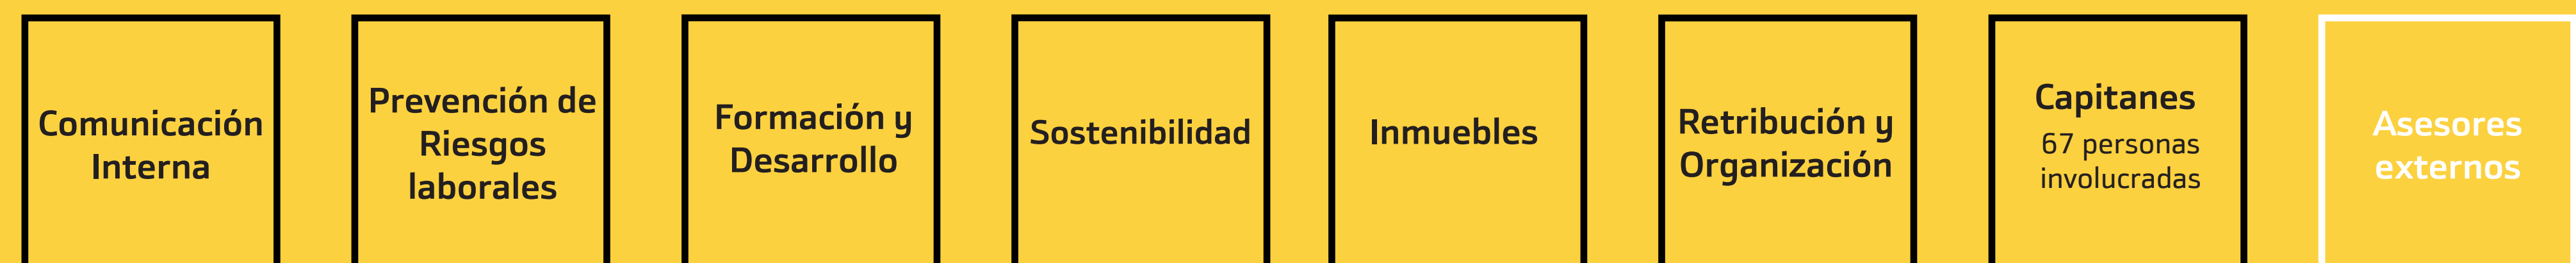 Comunicación
Interna
Prevención de
Riesgos
laborales
Formación y
Desarrollo
Sostenibilidad
Inmuebles
Retribución y
Organización
Capitanes
67 personas
involucradas
Asesores
externos